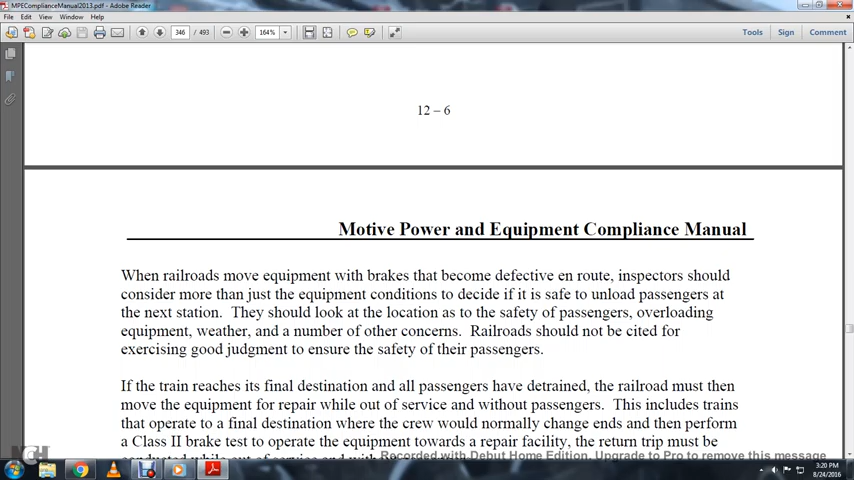 MPEComplianceManual2013.pdf - Adobe Reader
File Edit View Window Help
346 / 493 164% Tools Sign Comment
12 – 6
Motive Power and Equipment Compliance Manual
When railroads move equipment with brakes that become defective en route, inspectors should
consider more than just the equipment conditions to decide if it is safe to unload passengers at
the next station. They should look at the location as to the safety of passengers, overloading
equipment, weather, and a number of other concerns. Railroads should not be cited for
exercising good judgment to ensure the safety of their passengers.
If the train reaches its final destination and all passengers have detrained, the railroad must then
move the equipment for repair while out of service and without passengers. This includes trains
that operate to a final destination where the crew would normally change ends and then perform
a Class II brake test to operate the equipment towards a repair facility, the return trip must be
conducted while out of service and with
Recorded with Debut Home Edition. Upgrade to Pro to remove this message
NCH
3:20 PM
8/24/2016